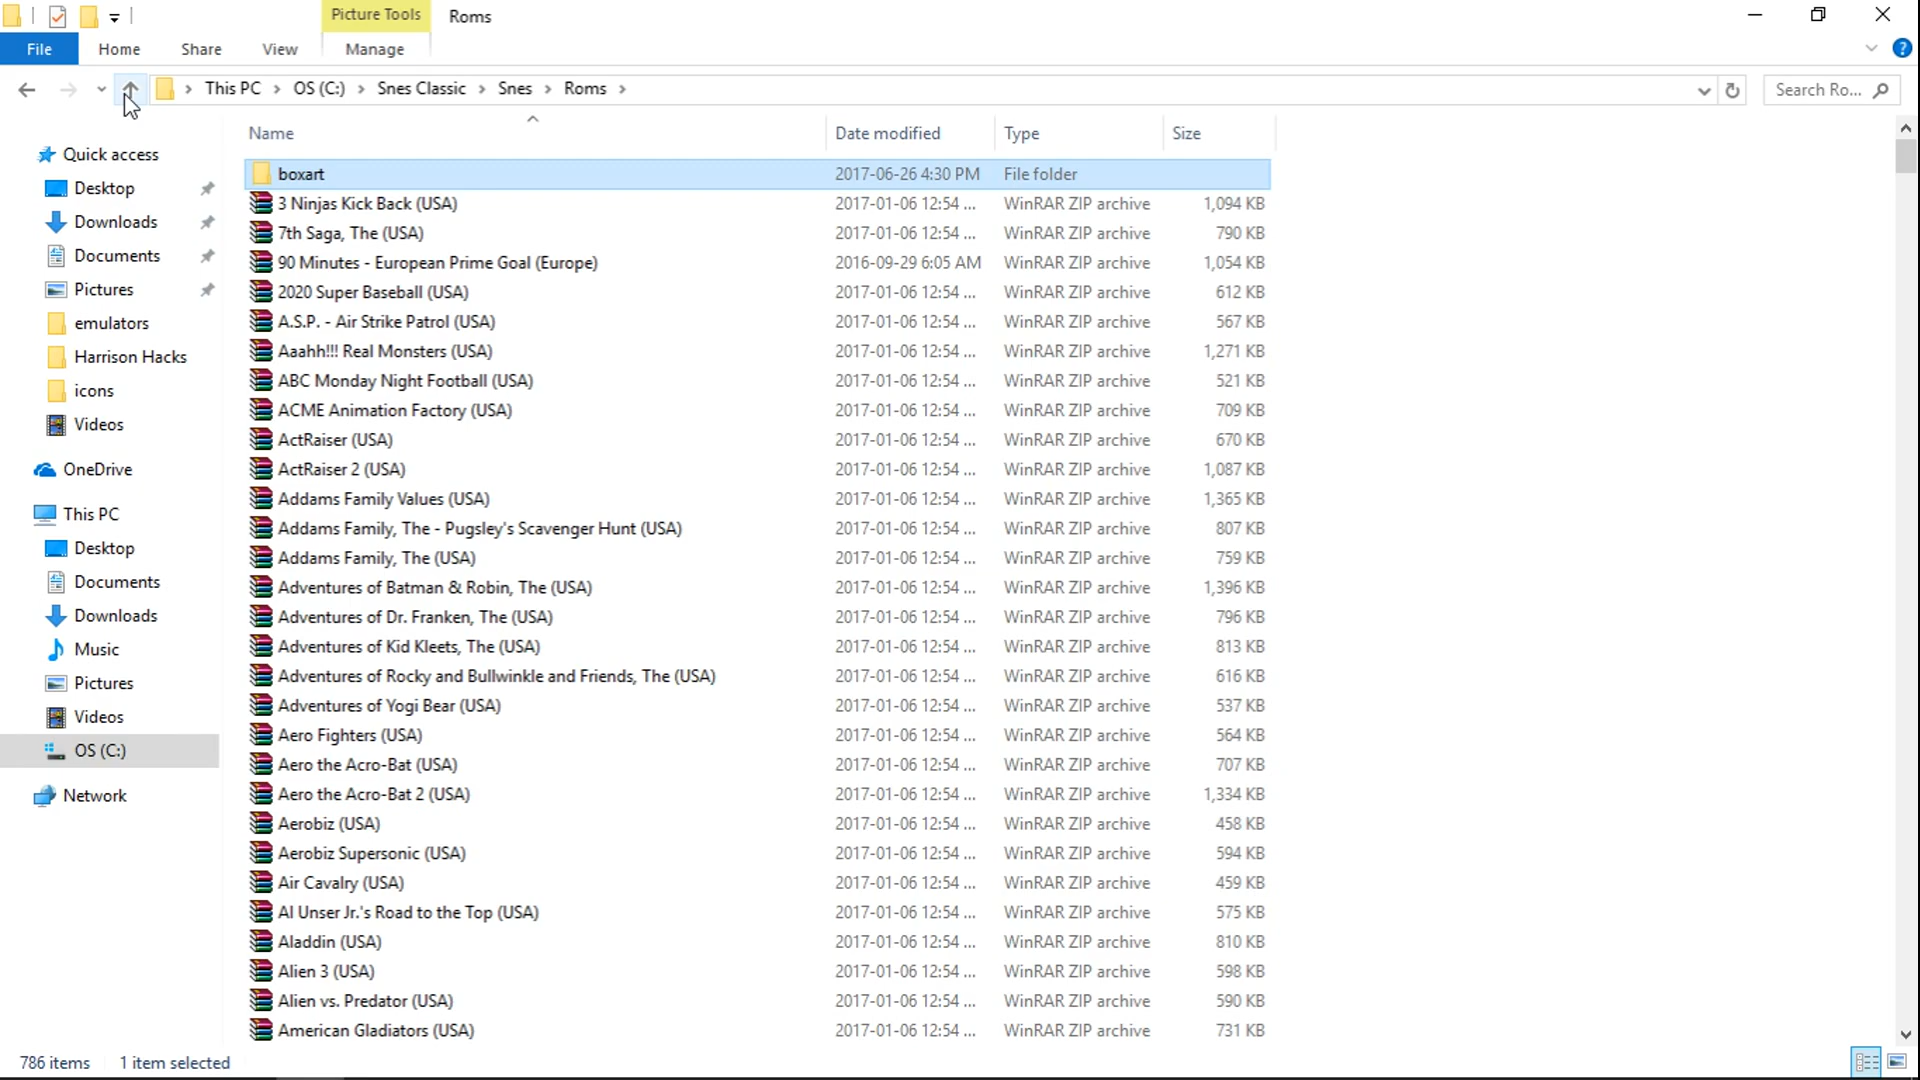 Picture Tools
Roms
File
Home
Share
View
Manage
This PC
OS (C:)
Snes Classic
Snes
Roms
Search Ro...
Name
Date modified
Type
Size
Quick access
Desktop
Downloads
Documents
Pictures
emulators
Harrison Hacks
icons
Videos
OneDrive
This PC
Desktop
Documents
Downloads
Music
Pictures
Videos
OS (C:)
Network
boxart 2017-06-26 4:30 PM File folder
3 Ninjas Kick Back (USA) 2017-01-06 12:54 ... WinRAR ZIP archive 1,094 KB
7th Saga, The (USA) 2017-01-06 12:54 ... WinRAR ZIP archive 790 KB
90 Minutes - European Prime Goal (Europe) 2016-09-29 6:05 AM WinRAR ZIP archive 1,054 KB
2020 Super Baseball (USA) 2017-01-06 12:54 ... WinRAR ZIP archive 612 KB
A.S.P. - Air Strike Patrol (USA) 2017-01-06 12:54 ... WinRAR ZIP archive 567 KB
Aaahh!!! Real Monsters (USA) 2017-01-06 12:54 ... WinRAR ZIP archive 1,271 KB
ABC Monday Night Football (USA) 2017-01-06 12:54 ... WinRAR ZIP archive 521 KB
ACME Animation Factory (USA) 2017-01-06 12:54 ... WinRAR ZIP archive 709 KB
ActRaiser (USA) 2017-01-06 12:54 ... WinRAR ZIP archive 670 KB
ActRaiser 2 (USA) 2017-01-06 12:54 ... WinRAR ZIP archive 1,087 KB
Addams Family Values (USA) 2017-01-06 12:54 ... WinRAR ZIP archive 1,365 KB
Addams Family, The - Pugsley's Scavenger Hunt (USA) 2017-01-06 12:54 ... WinRAR ZIP archive 807 KB
Addams Family, The (USA) 2017-01-06 12:54 ... WinRAR ZIP archive 759 KB
Adventures of Batman & Robin, The (USA) 2017-01-06 12:54 ... WinRAR ZIP archive 1,396 KB
Adventures of Dr. Franken, The (USA) 2017-01-06 12:54 ... WinRAR ZIP archive 796 KB
Adventures of Kid Kleets, The (USA) 2017-01-06 12:54 ... WinRAR ZIP archive 813 KB
Adventures of Rocky and Bullwinkle and Friends, The (USA) 2017-01-06 12:54 ... WinRAR ZIP archive 616 KB
Adventures of Yogi Bear (USA) 2017-01-06 12:54 ... WinRAR ZIP archive 537 KB
Aero Fighters (USA) 2017-01-06 12:54 ... WinRAR ZIP archive 564 KB
Aero the Acro-Bat (USA) 2017-01-06 12:54 ... WinRAR ZIP archive 707 KB
Aero the Acro-Bat 2 (USA) 2017-01-06 12:54 ... WinRAR ZIP archive 1,334 KB
Aerobiz (USA) 2017-01-06 12:54 ... WinRAR ZIP archive 458 KB
Aerobiz Supersonic (USA) 2017-01-06 12:54 ... WinRAR ZIP archive 594 KB
Air Cavalry (USA) 2017-01-06 12:54 ... WinRAR ZIP archive 459 KB
Al Unser Jr.'s Road to the Top (USA) 2017-01-06 12:54 ... WinRAR ZIP archive 575 KB
Aladdin (USA) 2017-01-06 12:54 ... WinRAR ZIP archive 810 KB
Alien 3 (USA) 2017-01-06 12:54 ... WinRAR ZIP archive 598 KB
Alien vs. Predator (USA) 2017-01-06 12:54 ... WinRAR ZIP archive 590 KB
American Gladiators (USA) 2017-01-06 12:54 ... WinRAR ZIP archive 731 KB
786 items
1 item selected